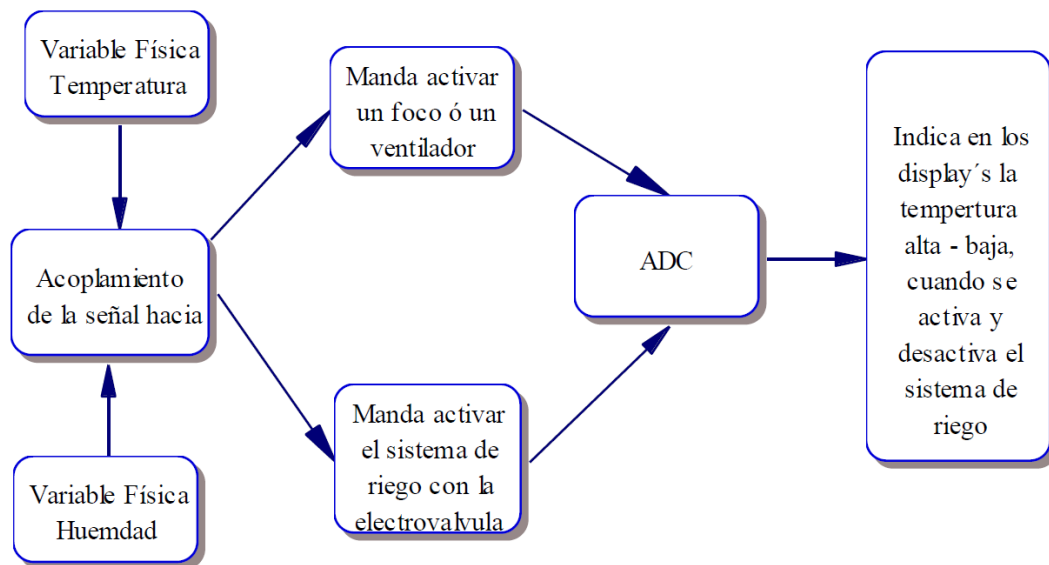 Variable Física
Temperatura
Acoplamiento
de la señal hacia
Variable Física
Huemdad
Manda activar
un foco ó un
ventilador
Manda activar
el sistema de
riego con la
electrovalvula
ADC
Indica en los
display´s la
tempertura
alta - baja,
cuando se
activa y
desactiva el
sistema de
riego